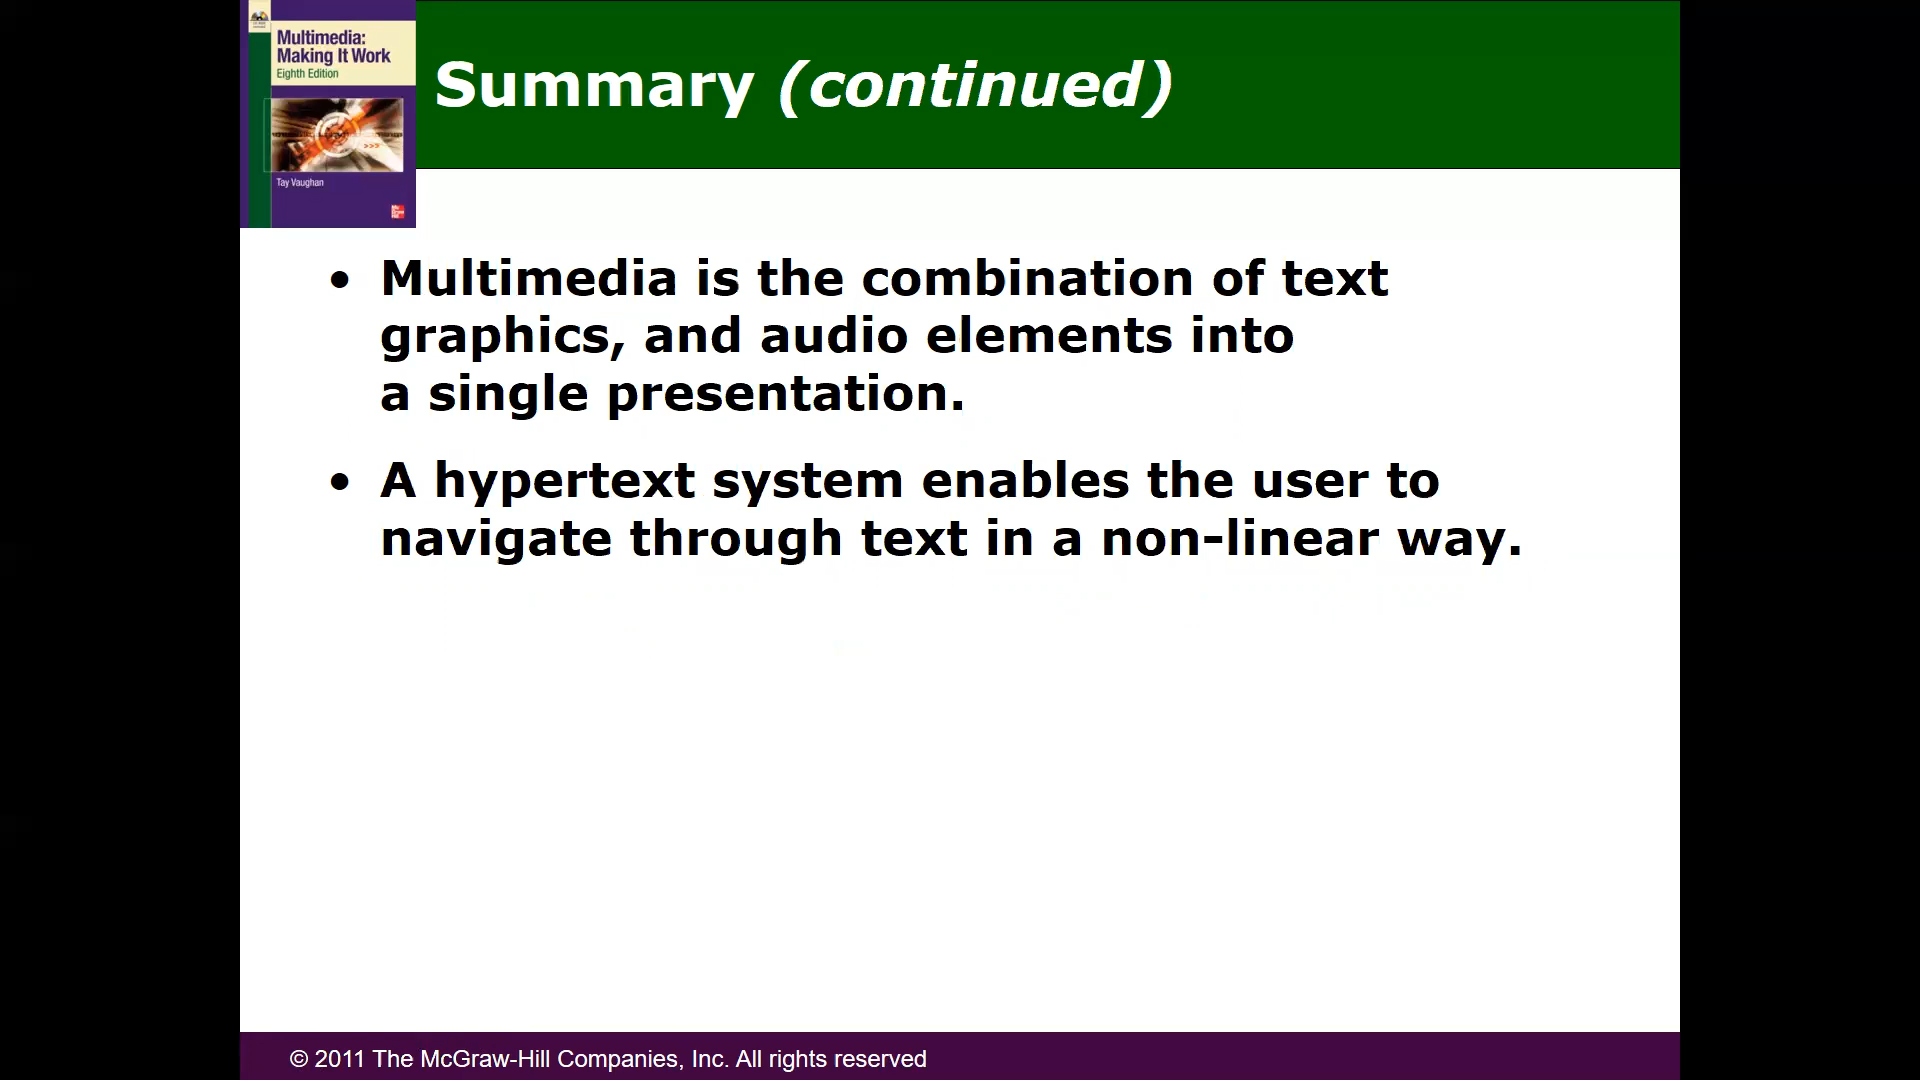 Multimedia:
Making It Work
Eighth Edition
Tay Vaughan
Summary (continued)
• Multimedia is the combination of text
graphics, and audio elements into
a single presentation.
• A hypertext system enables the user to
navigate through text in a non-linear way.
© 2011 The McGraw-Hill Companies, Inc. All rights reserved